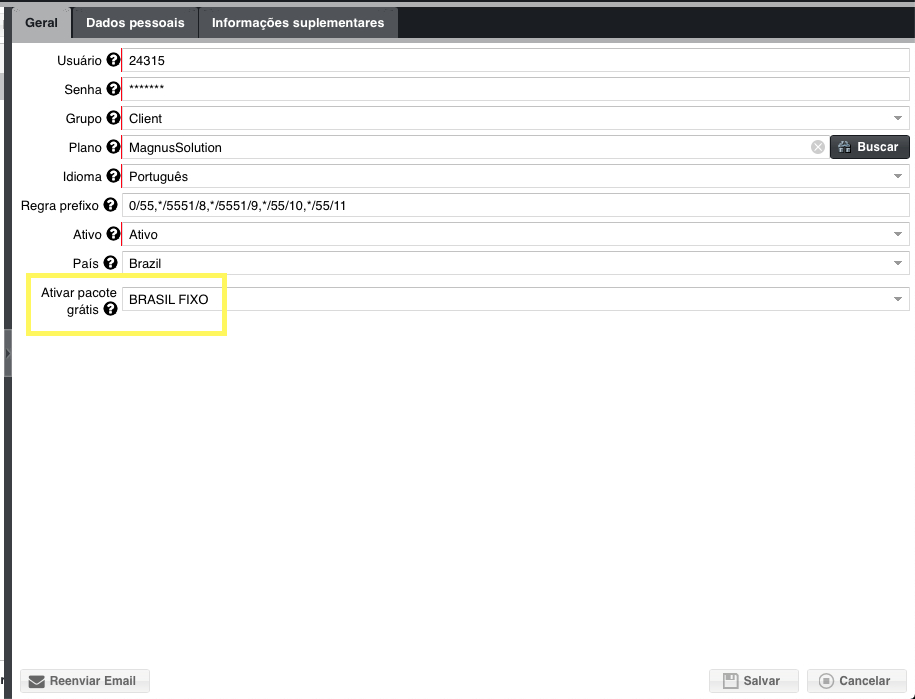 Geral Dados pessoais Informações suplementares
Usuário 24315
Senha *******
Grupo Client
Plano MagnusSolution Buscar
Idioma Português
Regra prefixo 0/55,*/5551/8,*/5551/9,*/55/10,*/55/11
Ativo Ativo
País Brazil
Ativar pacote
grátis BRASIL FIXO
Reenviar Email Salvar Cancelar